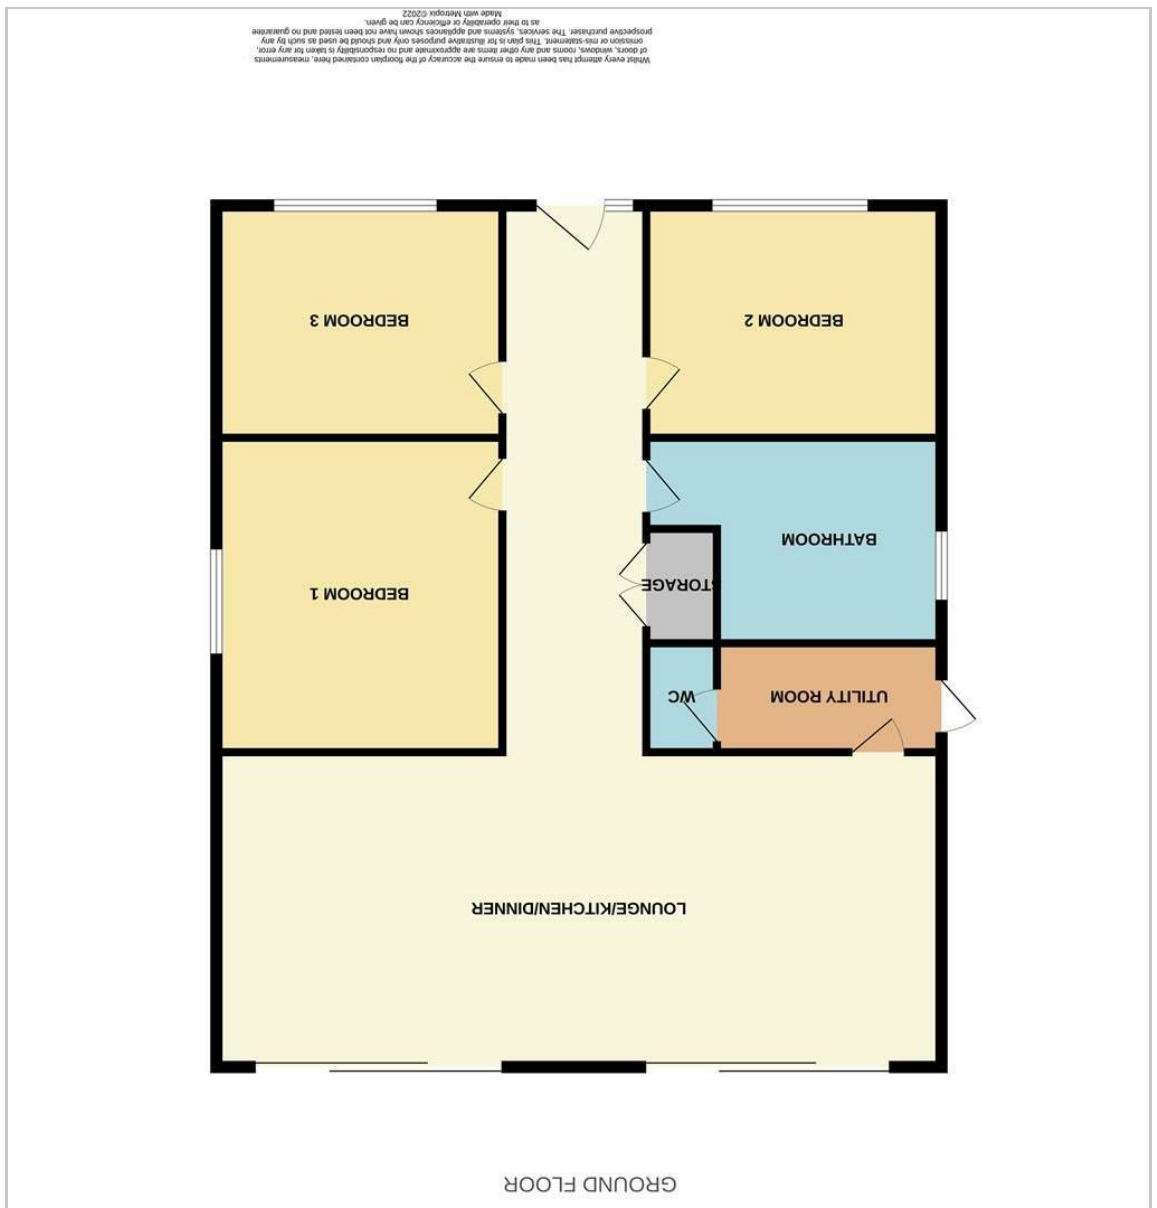 GROUND FLOOR
LOUNGE/KITCHEN/DINNER
UTILITY ROOM
WC
BEDROOM 1
STORAGE
BATHROOM
BEDROOM 2
BEDROOM 3
Whilst every attempt has been made to ensure the accuracy of the floorplan contained here, measurements
of doors, windows, rooms and any other items are approximate and no responsibility is taken for any error,
omission or mis-statement. This plan is for illustrative purposes only and should be used as such by any
prospective purchaser. The services, systems and appliances shown have not been tested and no guarantee
as to their operability or efficiency can be given.
Made with Metropix ©2022